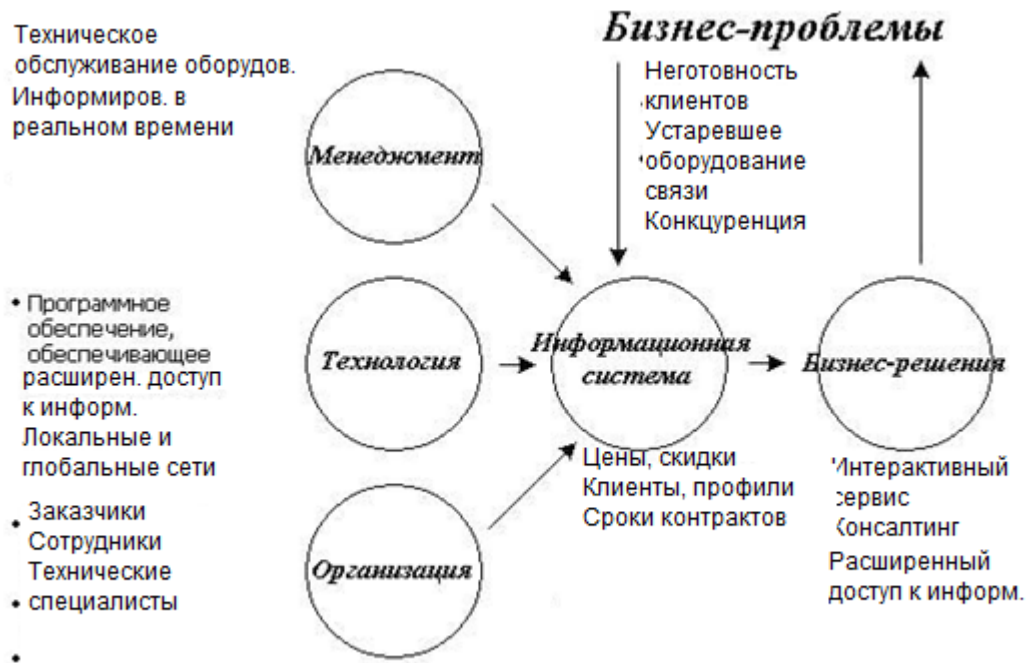 Бизнес-проблемы
Техническое
обслуживание оборудов.
Информиров. в
реальном времени
Менеджмент
Неготовность
клиентов
Устаревшее
оборудование
связи
Конкцуренция
• Программное
обеспечение,
обеспечивающее
расширен. доступ
к информ.
Локальные и
глобальные сети
Технология
Информационная
система
Бизнес-решения
Цены, скидки
Клиенты, профили
Сроки контрактов
Интерактивный
сервис
Консалтинг
Расширенный
доступ к информ.
• Заказчики
Сотрудники
Технические
• специалисты
•
Организация